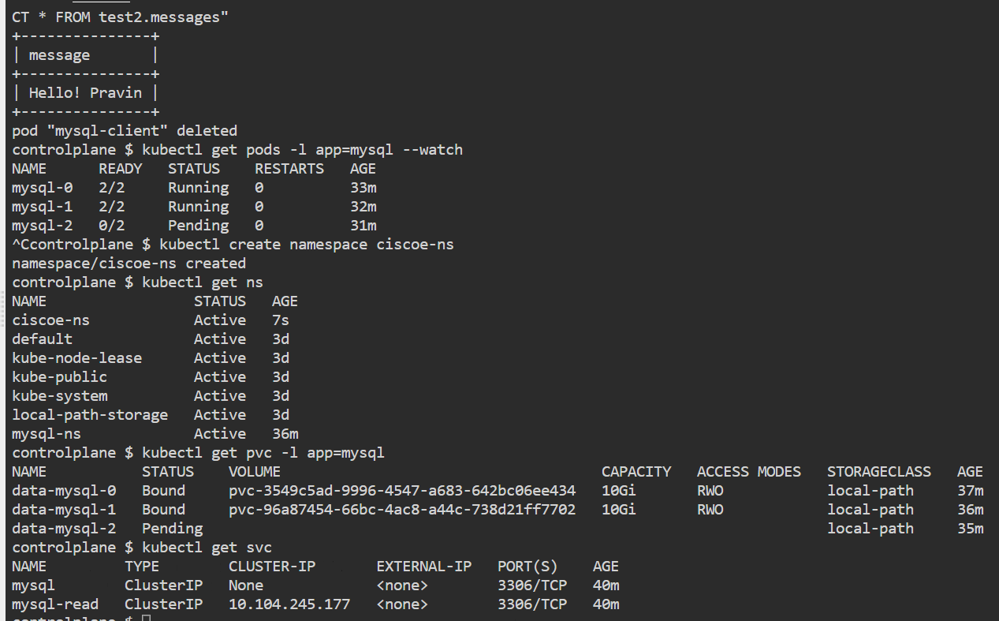 CT * FROM test2.messages"
+---------------+
| message       |
+---------------+
| Hello! Pravin |
+---------------+
pod "mysql-client" deleted
controlplane $ kubectl get pods -l app=mysql --watch
NAME      READY   STATUS    RESTARTS   AGE
mysql-0   2/2     Running   0          33m
mysql-1   2/2     Running   0          32m
mysql-2   0/2     Pending   0          31m
^Ccontrolplane $ kubectl create namespace ciscoe-ns
namespace/ciscoe-ns created
controlplane $ kubectl get ns
NAME                 STATUS   AGE
ciscoe-ns            Active   7s
default              Active   3d
kube-node-lease      Active   3d
kube-public          Active   3d
kube-system          Active   3d
local-path-storage   Active   3d
mysql-ns             Active   36m
controlplane $ kubectl get pvc -l app=mysql
NAME           STATUS    VOLUME                                     CAPACITY   ACCESS MODES   STORAGECLASS   AGE
data-mysql-0   Bound     pvc-3549c5ad-9996-4547-a683-642bc06ee434   10Gi       RWO            local-path     37m
data-mysql-1   Bound     pvc-96a87454-66bc-4ac8-a44c-738d21ff7702   10Gi       RWO            local-path     36m
data-mysql-2   Pending                                                                        local-path     35m
controlplane $ kubectl get svc
NAME         TYPE        CLUSTER-IP       EXTERNAL-IP   PORT(S)    AGE
mysql        ClusterIP   None             <none>        3306/TCP   40m
mysql-read   ClusterIP   10.104.245.177   <none>        3306/TCP   40m
controlplane $